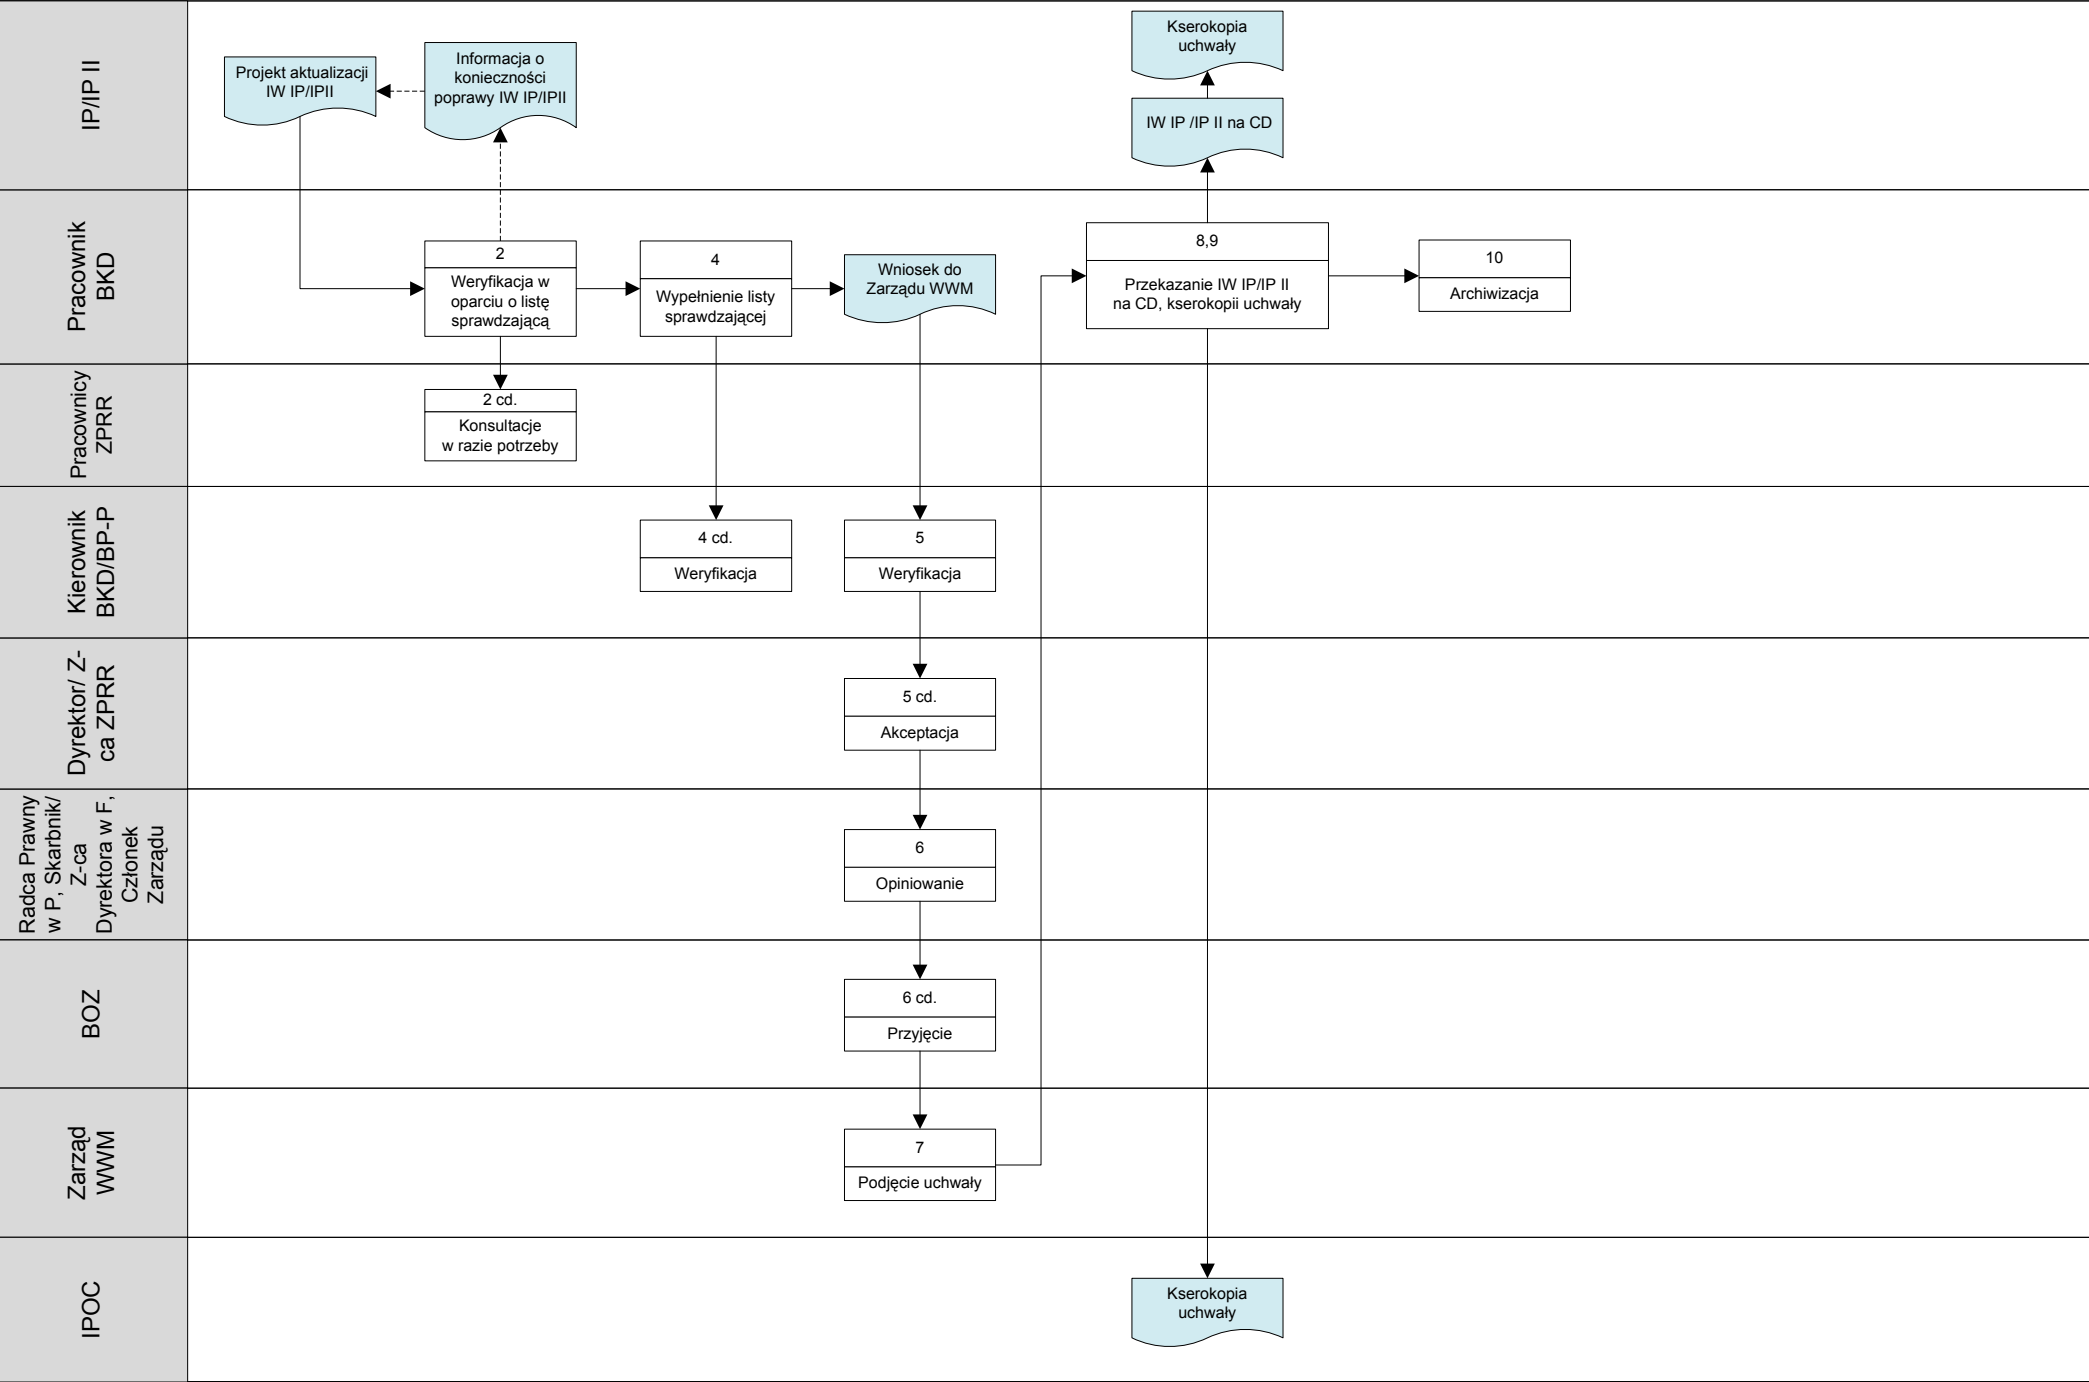 IP/IP II
Projekt aktualizacji
IW IP/IPII
Informacja o
konieczności
poprawy IW IP/IPII
Kserokopia
uchwały
IW IP /IP II na CD
Pracownik
BKD
2
Weryfikacja w
oparciu o listę
sprawdzającą
4
Wypełnienie listy
sprawdzającej
Wniosek do
Zarządu WWM
8,9
Przekazanie IW IP/IP II
na CD, kserokopii uchwały
10
Archiwizacja
Pracownicy
ZPRR
2 cd.
Konsultacje
w razie potrzeby
Kierownik
BKD/BP-P
4 cd.
Weryfikacja
5
Weryfikacja
Dyrektor/ Z-
ca ZPRR
5 cd.
Akceptacja
Radca Prawny
w P, Skarbnik/
Z-ca
Dyrektora w F,
Członek
Zarządu
6
Opiniowanie
BOZ
6 cd.
Przyjęcie
Zarząd
WWM
7
Podjęcie uchwały
IPOC
Kserokopia
uchwały